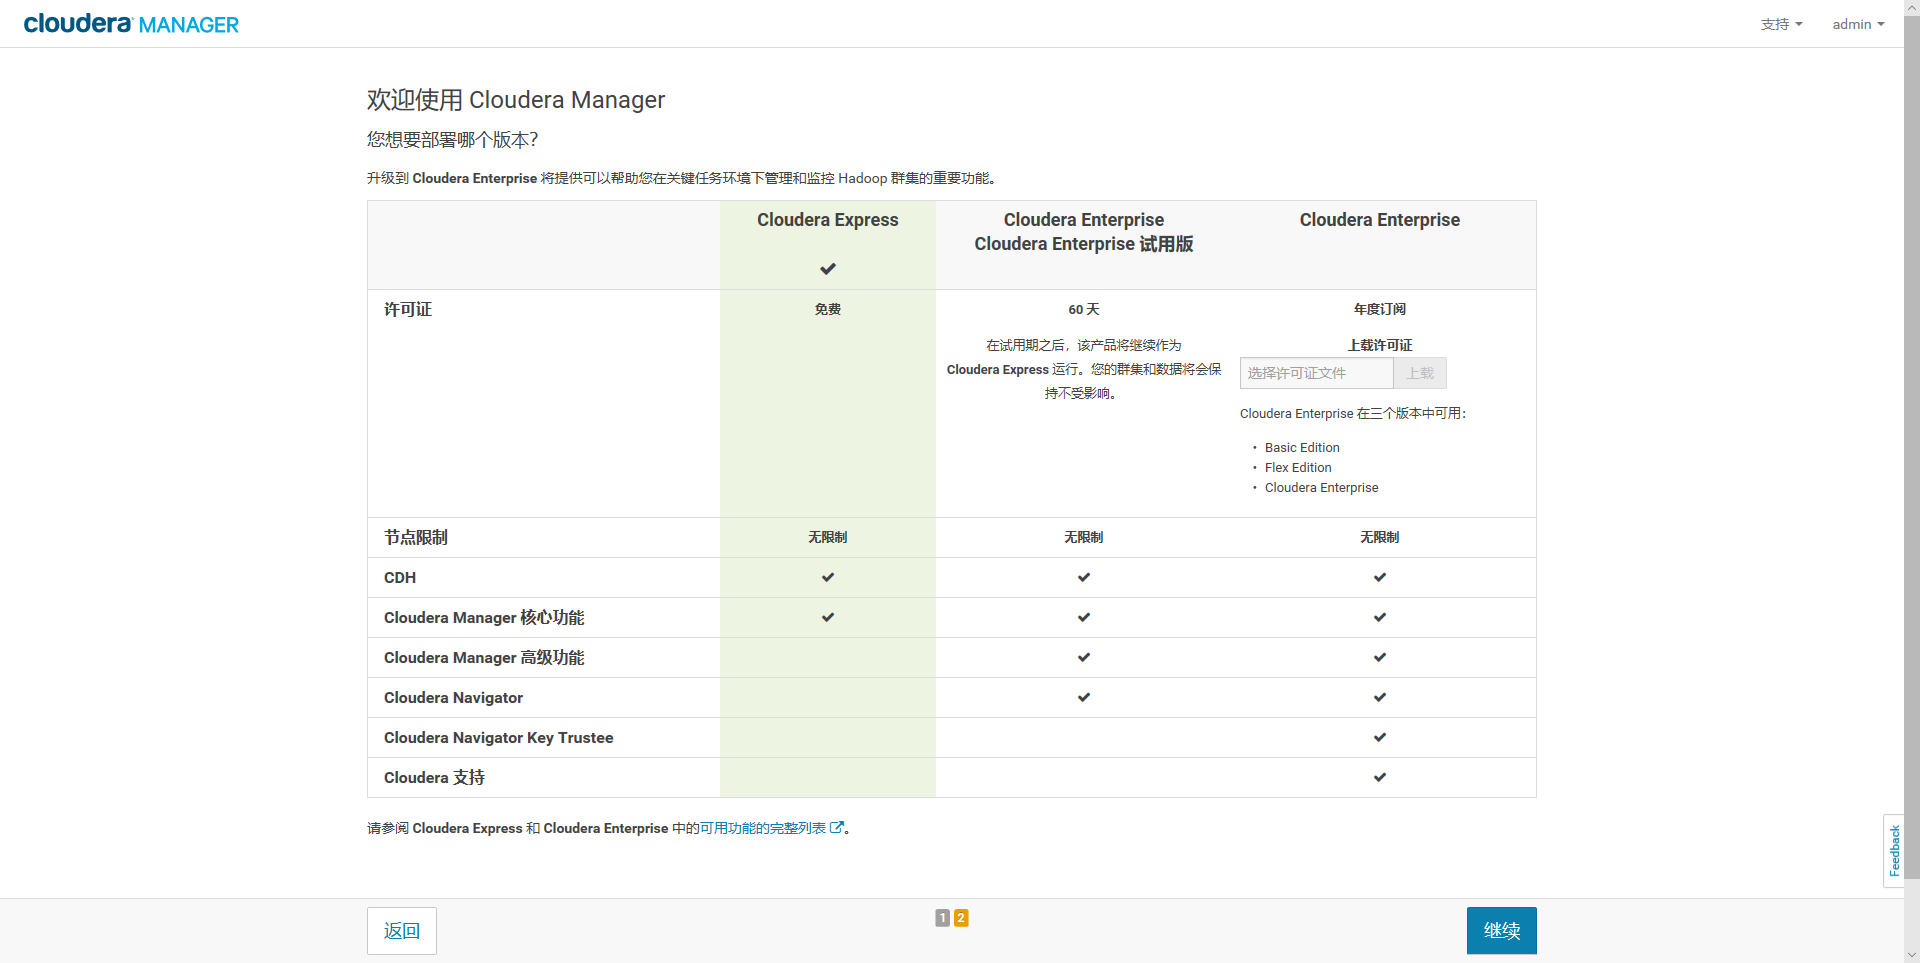 cloudera MANAGER
支持
admin
欢迎使用 Cloudera Manager
您想要部署哪个版本？
升级到 Cloudera Enterprise 将提供可以帮助您在关键任务环境下管理和监控 Hadoop 群集的重要功能。
Cloudera Express
Cloudera Enterprise
Cloudera Enterprise 试用版
Cloudera Enterprise
许可证
免费
60 天
在试用期之后，该产品将继续作为
Cloudera Express 运行。您的群集和数据将会保
持不受影响。
年度订阅
上载许可证
选择许可证文件
上载
Cloudera Enterprise 在三个版本中可用：
• Basic Edition
• Flex Edition
• Cloudera Enterprise
节点限制
无限制
无限制
无限制
CDH
Cloudera Manager 核心功能
Cloudera Manager 高级功能
Cloudera Navigator
Cloudera Navigator Key Trustee
Cloudera 支持
请参阅 Cloudera Express 和 Cloudera Enterprise 中的可用功能的完整列表。
Feedback
返回
1 2
继续